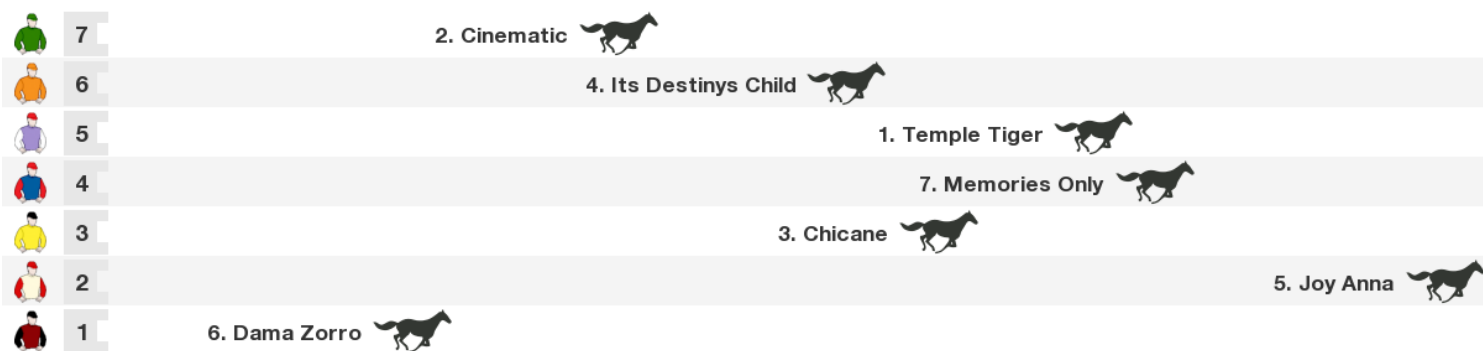 7 2. Cinematic
6 4. Its Destinys Child
5 1. Temple Tiger
4 7. Memories Only
3 3. Chicane
2 5. Joy Anna
1 6. Dama Zorro